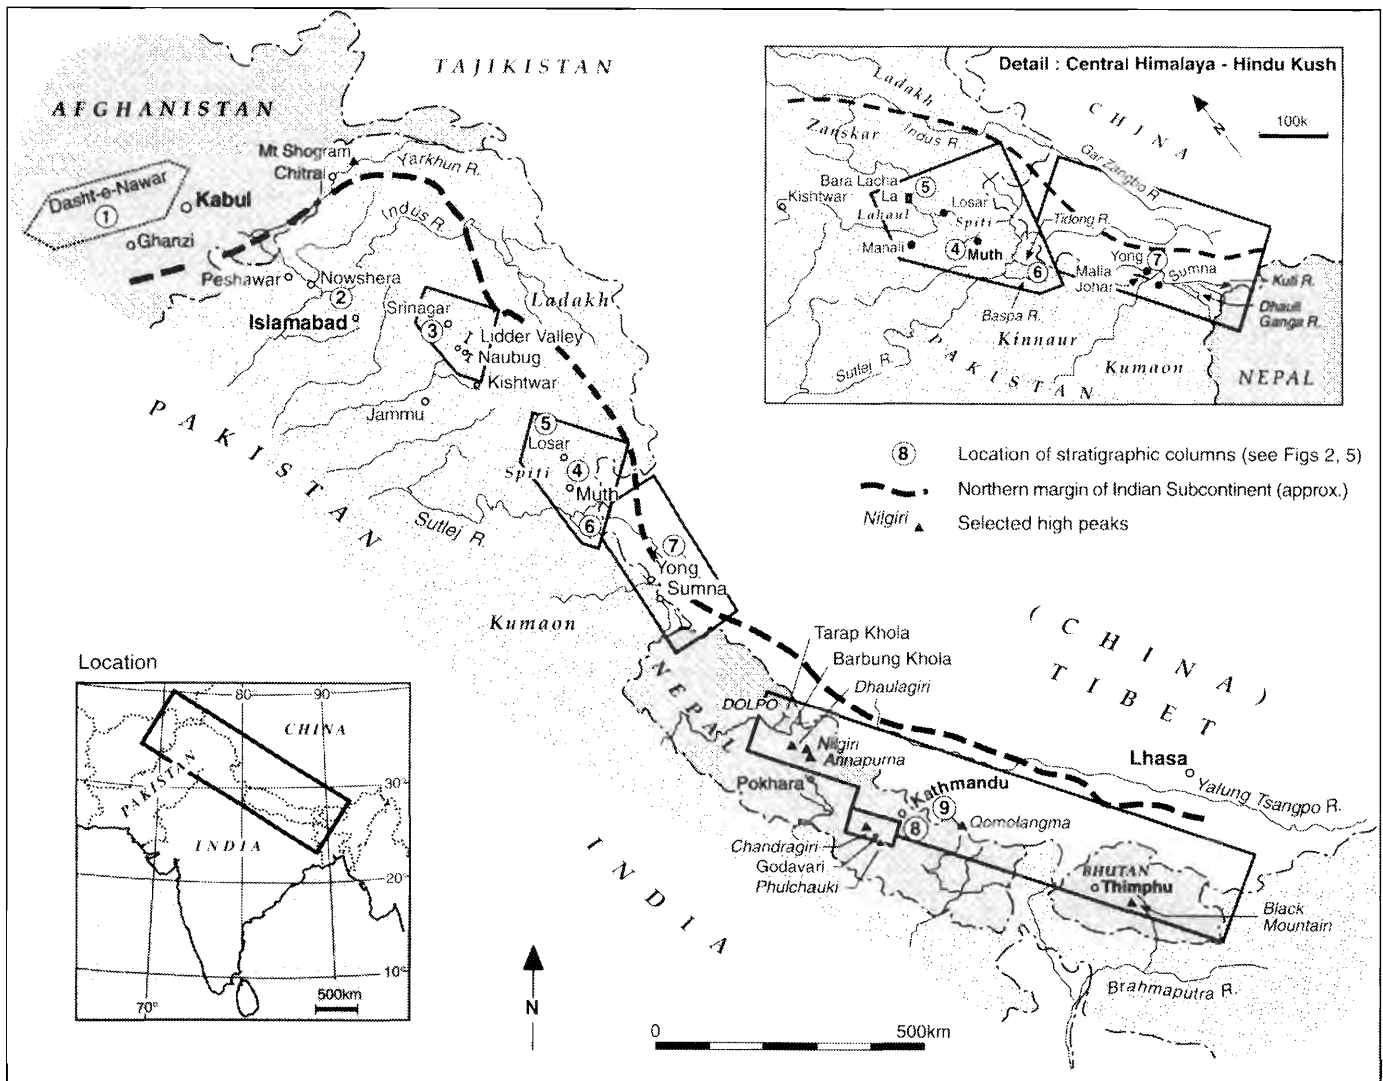 TAJIKISTAN
AFGHANISTAN
Mt Shogram
Chitral
Yarkhun R.
Dasht-e-Nawar
1
Kabul
Ghanzi
Indus R.
Peshawar
Nowshera
2
Islamabad
Srinagar
3
Ladakh
Lidder Valley
Naubug
Kishtwar
Jammu
PAKISTAN
5
Losar
Spiti
4
Muth
Sutlej R.
6
7
Yong
Sumna
Kumaon
Detail : Central Himalaya - Hindu Kush
Ladakh
CHINA
N
100k
Zanskar
Indus R.
Gar Zangbo R.
Bara Lacha
La
5
Kishtwar
Losar
Lahaul
Spiti
Tidong R.
Manali
4
Muth
6
Yong
7
Sumna
Malla
Johar
Kuti R.
Dhauli
Ganga R.
Baspa R.
Kinnaur
PAKISTAN
Kumaon
Sutlej R.
NEPAL
8
Location of stratigraphic columns (see Figs 2, 5)
Northern margin of Indian Subcontinent (approx.)
Nilgiri
Selected high peaks
(CHINA)
TIBET
Tarap Khola
Barbung Khola
Dhaulagiri
NEPAL
DOLPO
Nilgiri
Annapurna
Pokhara
Kathmandu
Lhasa
Yalung Tsangpo R.
9
Qomolangma
8
Chandragiri
Godavari
Phulchauki
BHUTAN
Thimphu
Black
Mountain
Brahmaputra R.
INDIA
N
0
500km
Location
80
90
CHINA
30°
PAKISTAN
INDIA
20°
10°
70°
500km